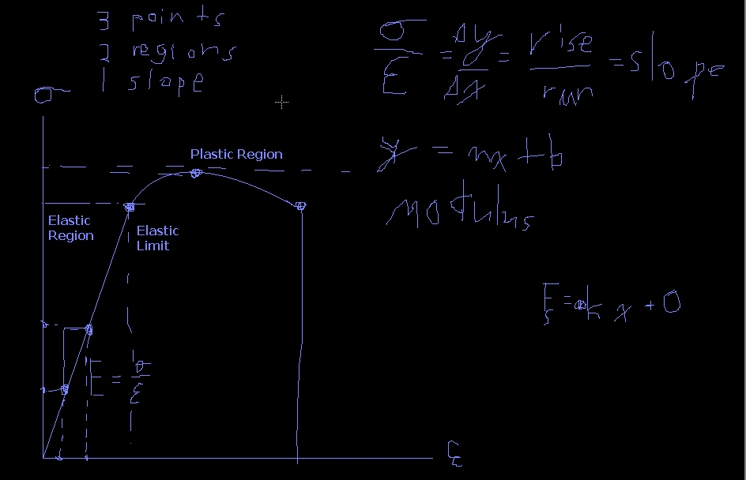 3 points
2 regions
1 slope
σ
σ/ε = Δy/Δx = rise/run = slope
Plastic Region
y = mx+b
Modulus
Elastic
Region
Elastic
Limit
E = σ/ε
Fs = k x + 0
ε